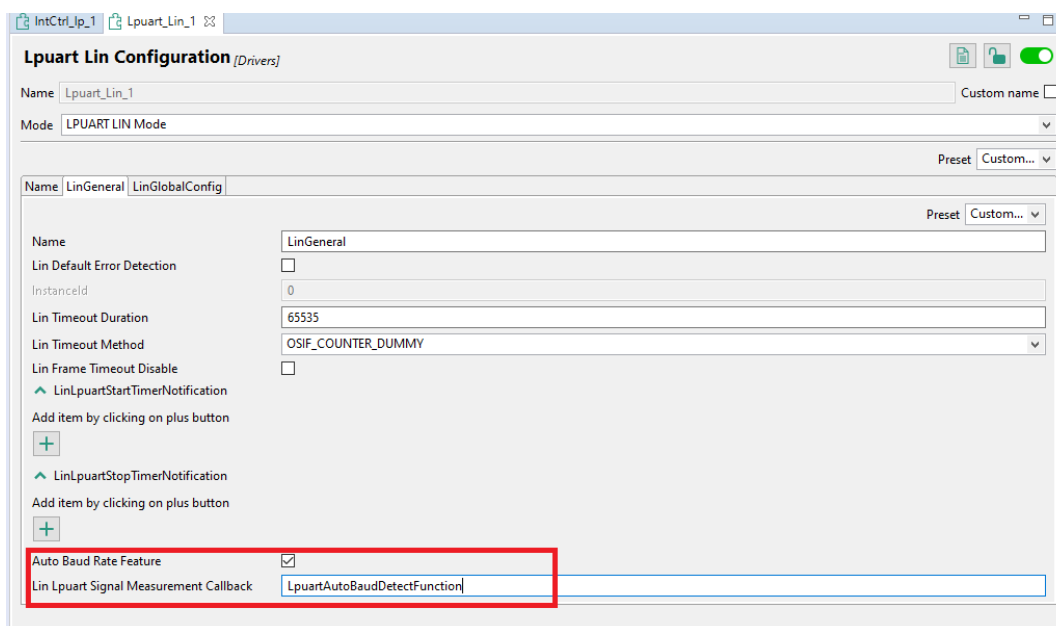 IntCtrl_Ip_1 Lpuart_Lin_1
Lpuart Lin Configuration [Drivers]
Name Lpuart_Lin_1 Custom name
Mode LPUART LIN Mode
Preset Custom...
Name LinGeneral LinGlobalConfig
Preset Custom...
Name LinGeneral
Lin Default Error Detection
InstanceId 0
Lin Timeout Duration 65535
Lin Timeout Method OSIF_COUNTER_DUMMY
Lin Frame Timeout Disable
LinLpuartStartTimerNotification
Add item by clicking on plus button
LinLpuartStopTimerNotification
Add item by clicking on plus button
Auto Baud Rate Feature
Lin Lpuart Signal Measurement Callback LpuartAutoBaudDetectFunction